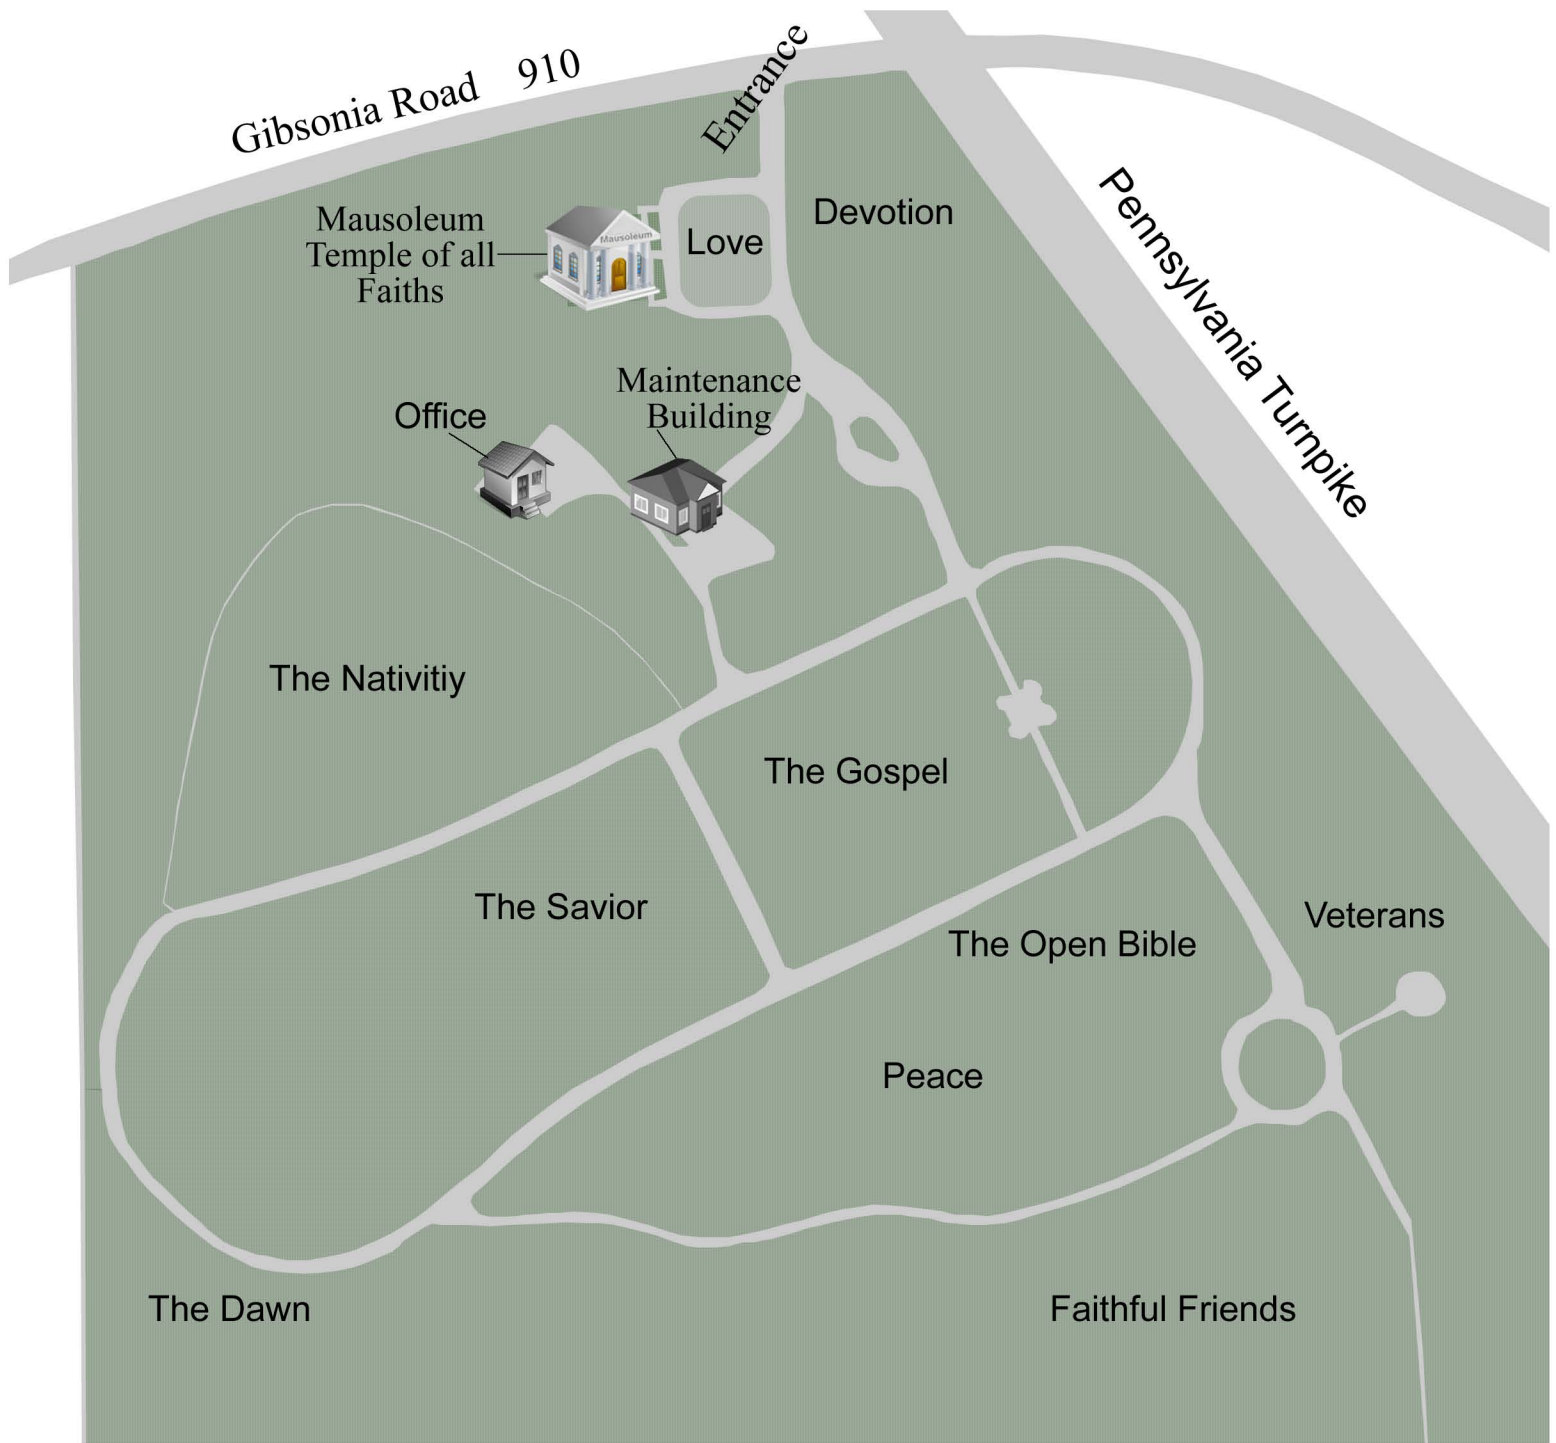 Gibsonia Road 910
Entrance
Pennsylvania Turnpike
Mausoleum
Temple of all
Faiths
Mausoleum
Love
Devotion
Maintenance
Building
Office
The Nativitiy
The Gospel
The Savior
The Open Bible
Veterans
Peace
The Dawn
Faithful Friends